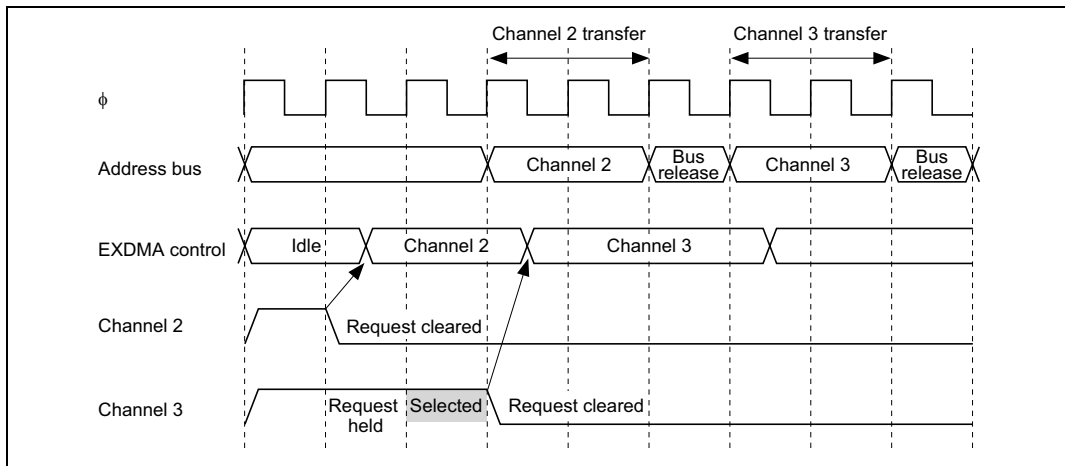 Channel 2 transfer Channel 3 transfer
ϕ
Address bus Channel 2 Bus release Channel 3 Bus release
EXDMA control Idle Channel 2 Channel 3
Channel 2 Request cleared
Channel 3 Request held Selected Request cleared